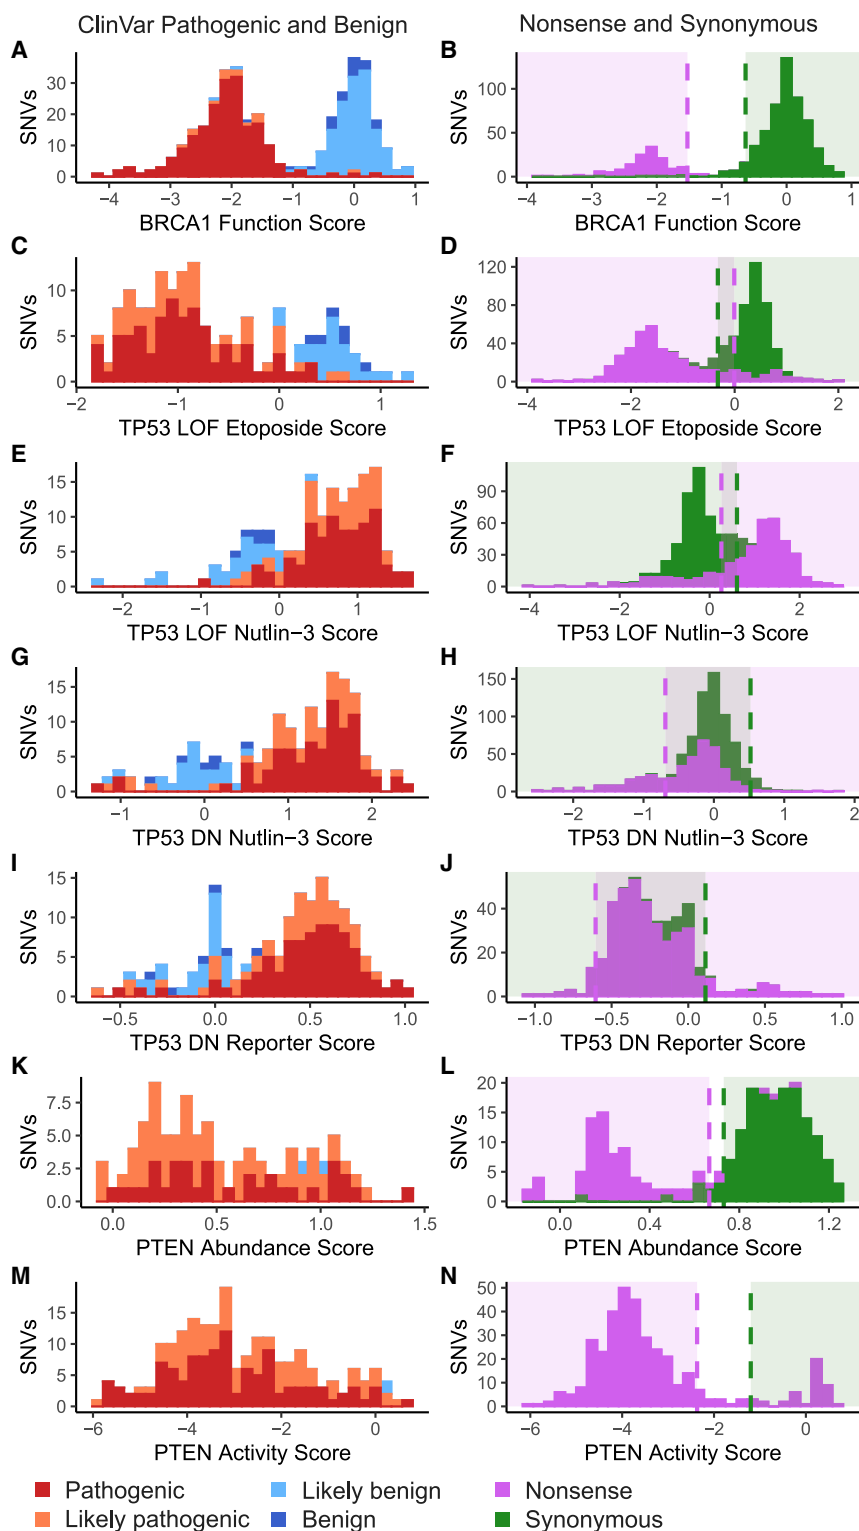 ClinVar Pathogenic and Benign
Nonsense and Synonymous
A
SNVs
30
20
10
0
−4 −3 −2 −1 0 1
BRCA1 Function Score
B
SNVs
100
50
0
−4 −3 −2 −1 0 1
BRCA1 Function Score
C
SNVs
10
5
0
−2 −1 0 1
TP53 LOF Etoposide Score
D
SNVs
120
80
40
0
−4 −2 0 2
TP53 LOF Etoposide Score
E
SNVs
15
10
5
0
−2 −1 0 1
TP53 LOF Nutlin−3 Score
F
SNVs
90
60
30
0
−4 −2 0 2
TP53 LOF Nutlin−3 Score
G
SNVs
15
10
5
0
−1 0 1 2
TP53 DN Nutlin−3 Score
H
SNVs
150
100
50
0
−2 −1 0 1 2
TP53 DN Nutlin−3 Score
I
SNVs
15
10
5
0
−0.5 0.0 0.5 1.0
TP53 DN Reporter Score
J
SNVs
40
20
0
−1.0 −0.5 0.0 0.5 1.0
TP53 DN Reporter Score
K
SNVs
7.5
5.0
2.5
0.0
0.0 0.5 1.0 1.5
PTEN Abundance Score
L
SNVs
20
15
10
5
0
0.0 0.4 0.8 1.2
PTEN Abundance Score
M
SNVs
15
10
5
0
−6 −4 −2 0
PTEN Activity Score
N
SNVs
50
40
30
20
10
0
−6 −4 −2 0
PTEN Activity Score
Pathogenic
Likely pathogenic
Likely benign
Benign
Nonsense
Synonymous